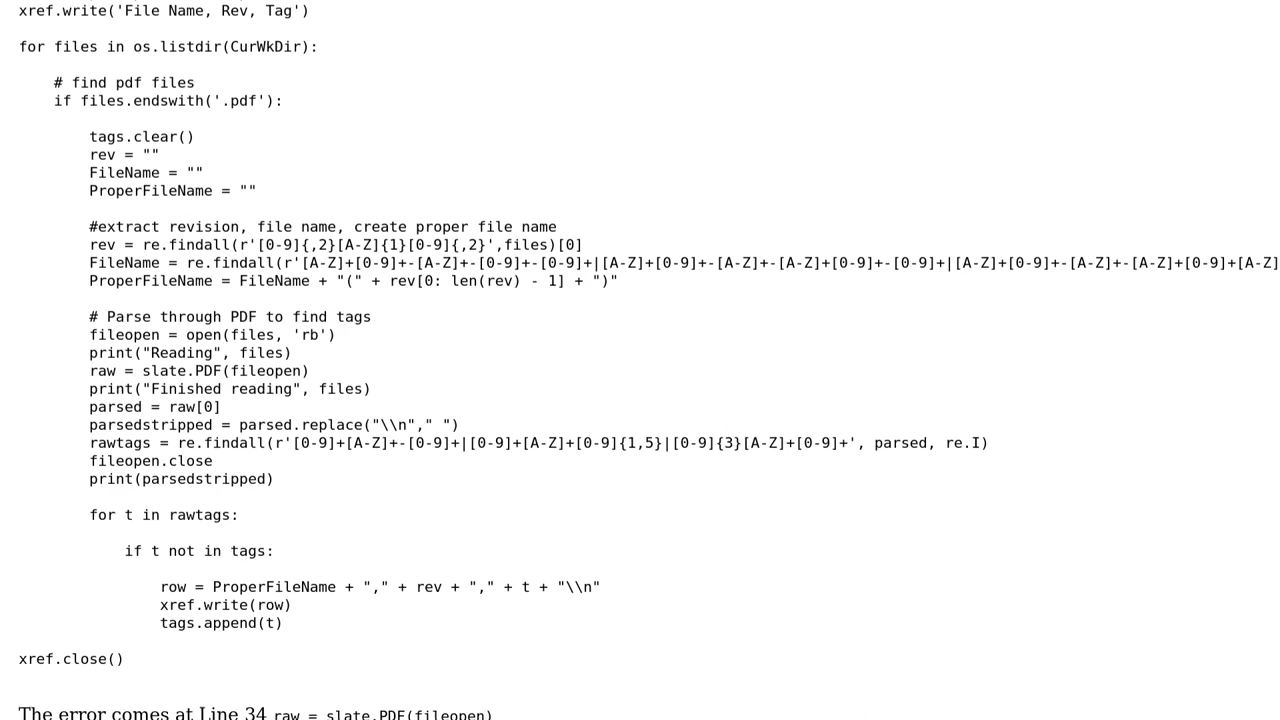 xref.write('File Name, Rev, Tag')
for files in os.listdir(CurWkDir):
# find pdf files
if files.endswith('.pdf'):
tags.clear()
rev = ""
FileName = ""
ProperFileName = ""
#extract revision, file name, create proper file name
rev = re.findall(r'[0-9]{,2}[A-Z]{1}[0-9]{,2}',files)[0]
FileName = re.findall(r'[A-Z]+[0-9]+-[A-Z]+-[0-9]+-[0-9]+|[A-Z]+[0-9]+-[A-Z]+-[A-Z]+[0-9]+-[0-9]+|[A-Z]+[0-9]+-[A-Z]+-[A-Z]+[0-9]+[A-Z]
ProperFileName = FileName + "(" + rev[0: len(rev) - 1] + ")"
# Parse through PDF to find tags
fileopen = open(files, 'rb')
print("Reading", files)
raw = slate.PDF(fileopen)
print("Finished reading", files)
parsed = raw[0]
parsedstripped = parsed.replace("\\n"," ")
rawtags = re.findall(r'[0-9]+[A-Z]+-[0-9]+|[0-9]+[A-Z]+[0-9]{1,5}|[0-9]{3}[A-Z]+[0-9]+', parsed, re.I)
fileopen.close
print(parsedstripped)
for t in rawtags:
if t not in tags:
row = ProperFileName + "," + rev + "," + t + "\\n"
xref.write(row)
tags.append(t)
xref.close()
The error comes at Line 34 raw = slate.PDF(fileopen)